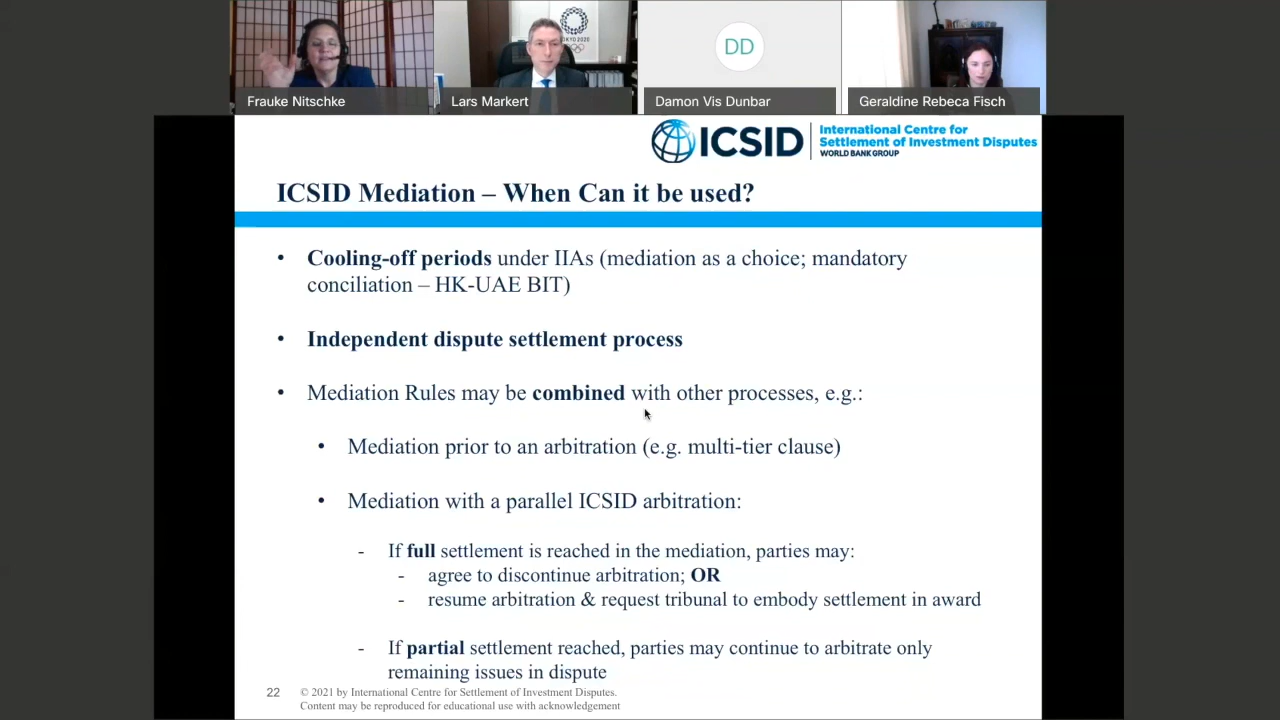 Frauke Nitschke
Lars Markert
DD
Damon Vis Dunbar
Geraldine Rebeca Fisch
ICSID
International Centre for
Settlement of Investment Disputes
WORLD BANK GROUP
ICSID Mediation – When Can it be used?
• Cooling-off periods under IIAs (mediation as a choice; mandatory
conciliation – HK-UAE BIT)
• Independent dispute settlement process
• Mediation Rules may be combined with other processes, e.g.:
• Mediation prior to an arbitration (e.g. multi-tier clause)
• Mediation with a parallel ICSID arbitration:
- If full settlement is reached in the mediation, parties may:
- agree to discontinue arbitration; OR
- resume arbitration & request tribunal to embody settlement in award
- If partial settlement reached, parties may continue to arbitrate only
remaining issues in dispute
22
© 2021 by International Centre for Settlement of Investment Disputes.
Content may be reproduced for educational use with acknowledgement